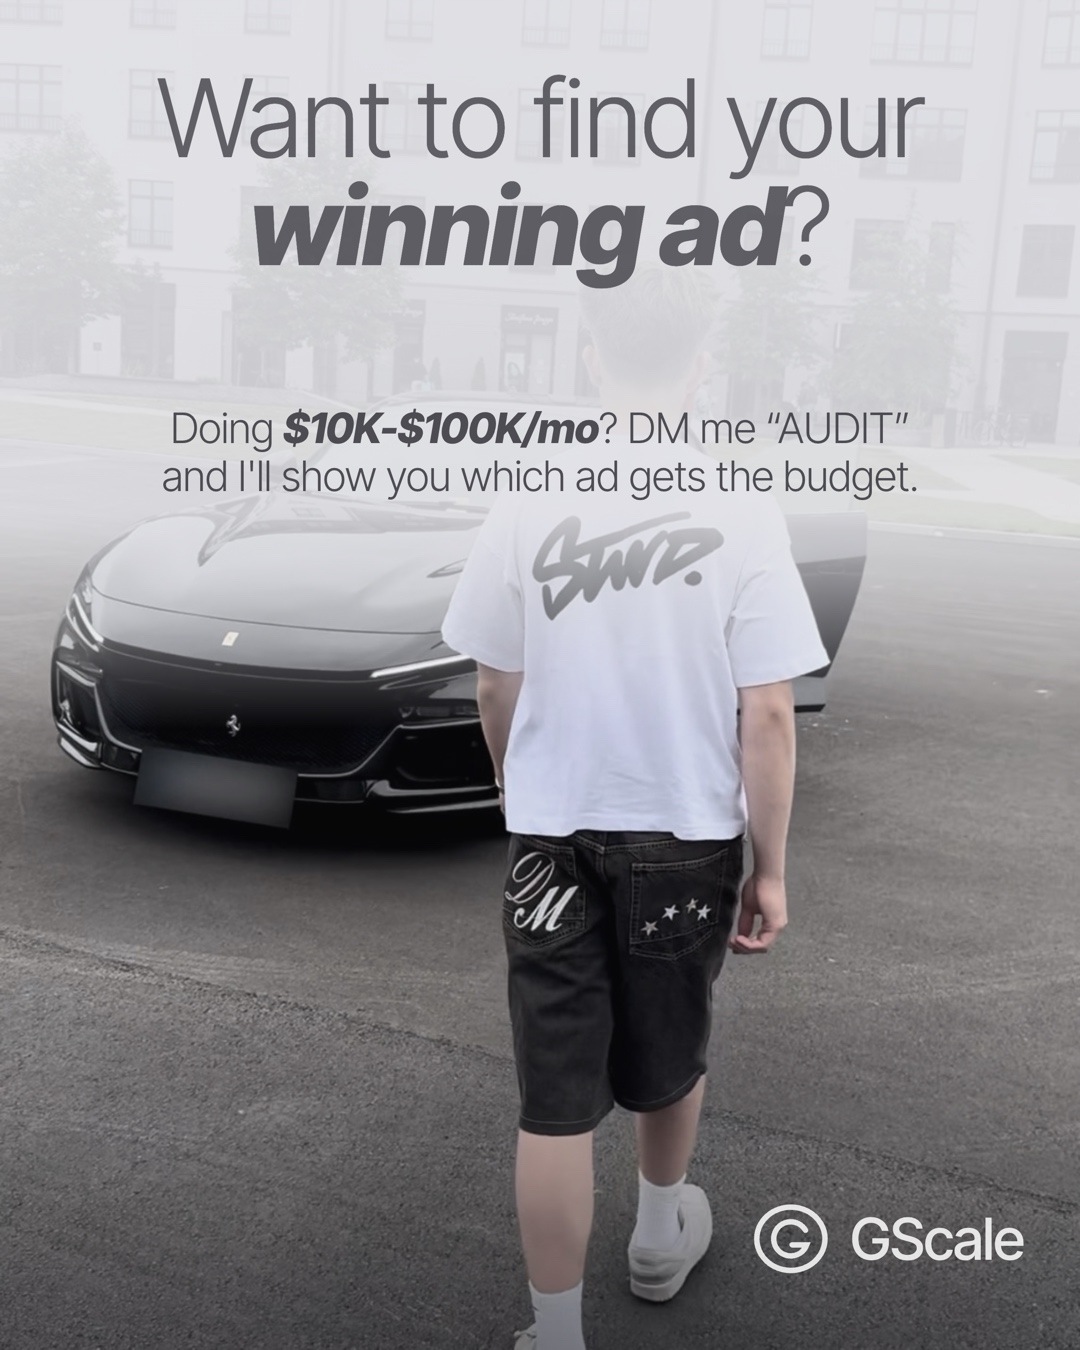 Want to find your
winning ad?
Doing $10K-$100K/mo? DM me “AUDIT”
and I'll show you which ad gets the budget.
Stwd.
DM
G GScale